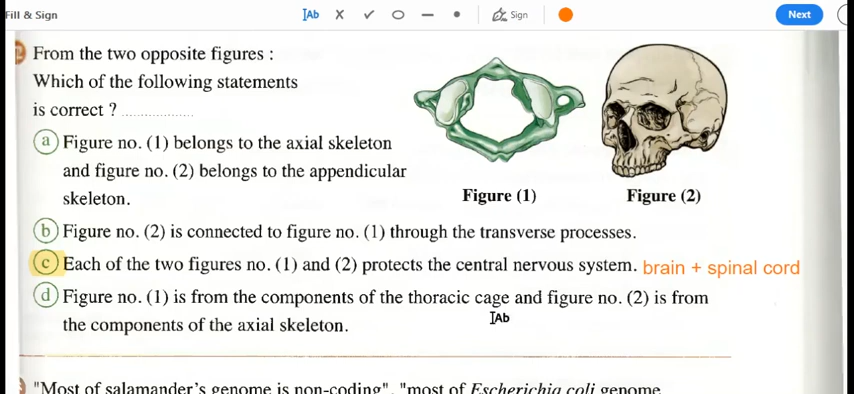 Fill & Sign
Ab
Sign
Next
From the two opposite figures :
Which of the following statements
is correct ? ....................
a Figure no. (1) belongs to the axial skeleton
and figure no. (2) belongs to the appendicular
skeleton.
Figure (1)
Figure (2)
b Figure no. (2) is connected to figure no. (1) through the transverse processes.
c Each of the two figures no. (1) and (2) protects the central nervous system. brain + spinal cord
d Figure no. (1) is from the components of the thoracic cage and figure no. (2) is from
the components of the axial skeleton.
Ab
"Most of salamander's genome is non-coding", "most of Escherichia coli genome